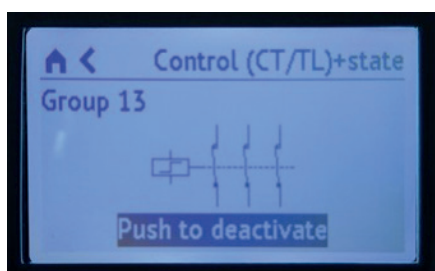 Control (CT/TL)+state
Group 13
Push to deactivate